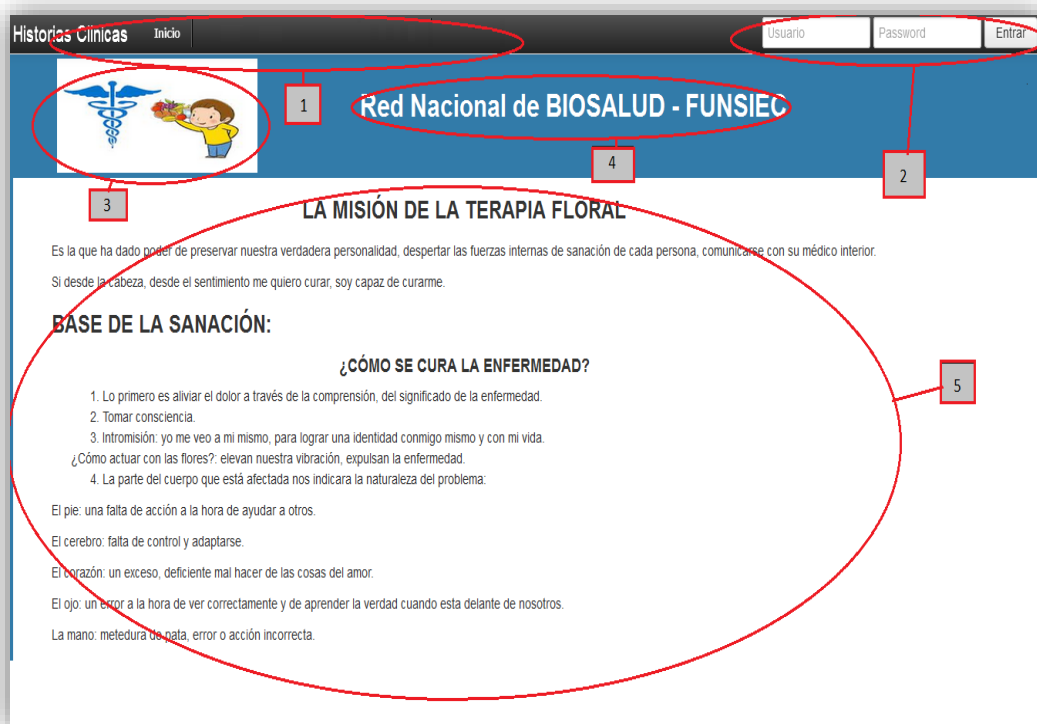 Historias Clinicas Inicio Usuario Password Entrar
1
2
Red Nacional de BIOSALUD - FUNSIEC
4
3
LA MISIÓN DE LA TERAPIA FLORAL
Es la que ha dado poder de preservar nuestra verdadera personalidad, despertar las fuerzas internas de sanación de cada persona, comunicarse con su médico interior.
Si desde la cabeza, desde el sentimiento me quiero curar, soy capaz de curarme.
BASE DE LA SANACIÓN:
¿CÓMO SE CURA LA ENFERMEDAD?
5
1. Lo primero es aliviar el dolor a través de la comprensión, del significado de la enfermedad.
2. Tomar consciencia.
3. Intromisión: yo me veo a mi mismo, para lograr una identidad conmigo mismo y con mi vida.
¿Cómo actuar con las flores?: elevan nuestra vibración, expulsan la enfermedad.
4. La parte del cuerpo que está afectada nos indicara la naturaleza del problema:
El pie: una falta de acción a la hora de ayudar a otros.
El cerebro: falta de control y adaptarse.
El corazón: un exceso, deficiente mal hacer de las cosas del amor.
El ojo: un error a la hora de ver correctamente y de aprender la verdad cuando esta delante de nosotros.
La mano: metedura de pata, error o acción incorrecta.